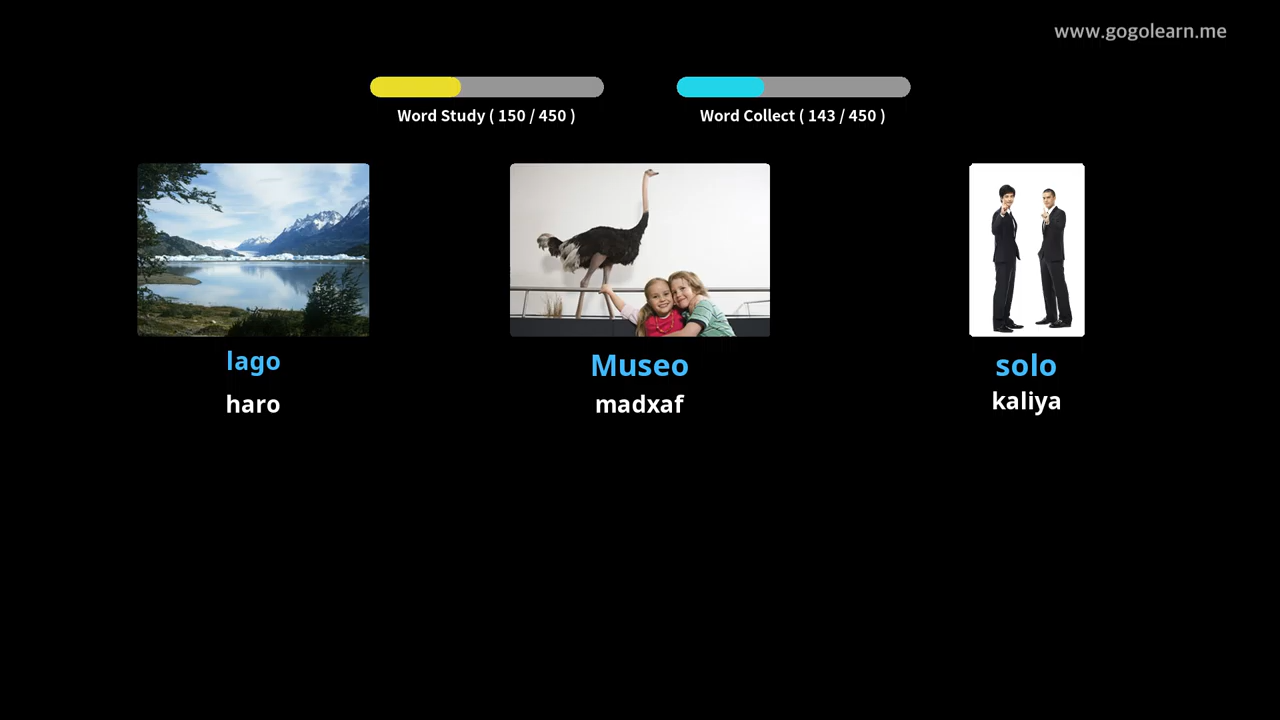 www.gogolearn.me
Word Study ( 150 / 450 )
Word Collect ( 143 / 450 )
lago
haro
Museo
madxaf
solo
kaliya